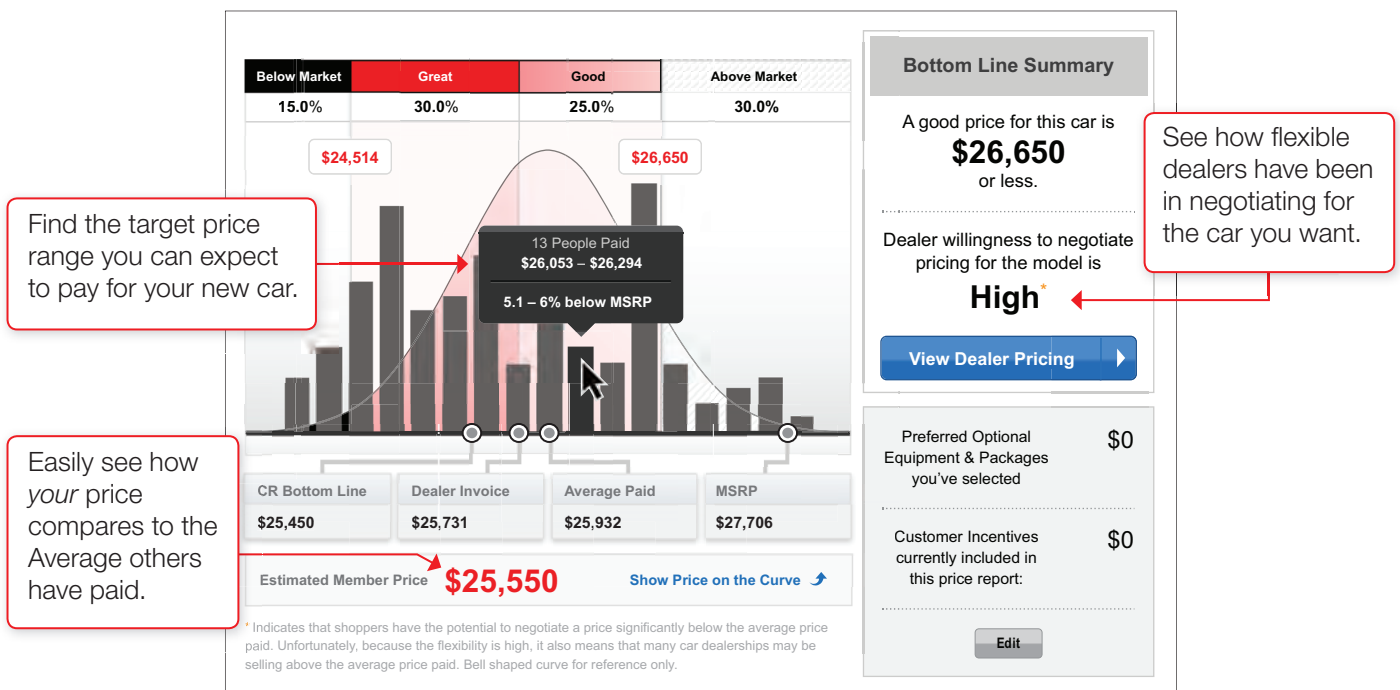 Below Market Great Good Above Market
15.0% 30.0% 25.0% 30.0%
$24,514 $26,650
13 People Paid
$26,053 – $26,294
5.1 – 6% below MSRP
Find the target price
range you can expect
to pay for your new car.
CR Bottom Line Dealer Invoice Average Paid MSRP
$25,450 $25,731 $25,932 $27,706
Easily see how
your price
compares to the
Average others
have paid.
Estimated Member Price $25,550 Show Price on the Curve
* Indicates that shoppers have the potential to negotiate a price significantly below the average price
paid. Unfortunately, because the flexibility is high, it also means that many car dealerships may be
selling above the average price paid. Bell shaped curve for reference only.
Bottom Line Summary
A good price for this car is
$26,650
or less.
Dealer willingness to negotiate
pricing for the model is
High*
View Dealer Pricing
See how flexible
dealers have been
in negotiating for
the car you want.
Preferred Optional $0
Equipment & Packages
you've selected
Customer Incentives $0
currently included in
this price report:
Edit